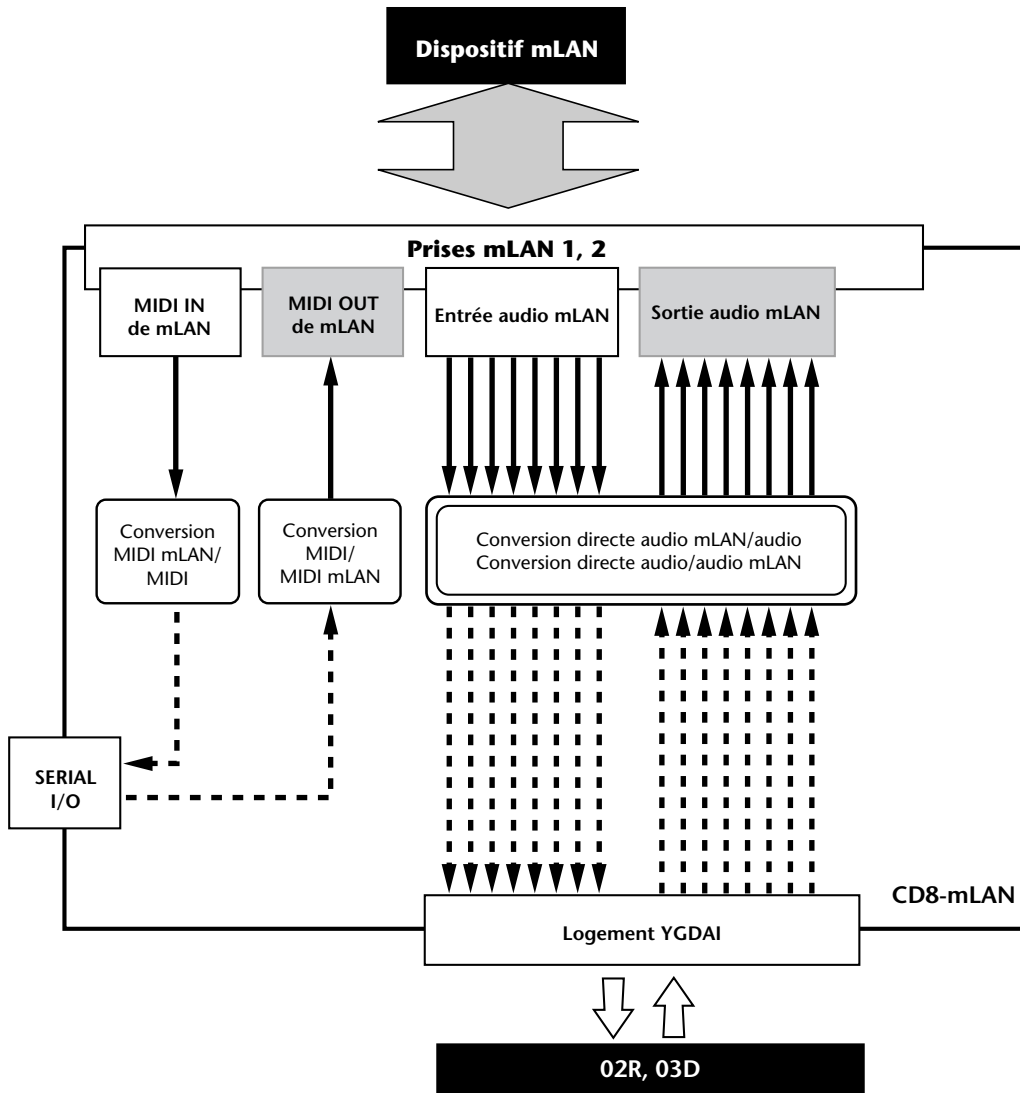 Dispositif mLAN
Prises mLAN 1, 2
MIDI IN
de mLAN
MIDI OUT
de mLAN
Entrée audio mLAN
Sortie audio mLAN
Conversion
MIDI mLAN/
MIDI
Conversion
MIDI/
MIDI mLAN
Conversion directe audio mLAN/audio
Conversion directe audio/audio mLAN
SERIAL
I/O
CD8-mLAN
Logement YGDAI
02R, 03D